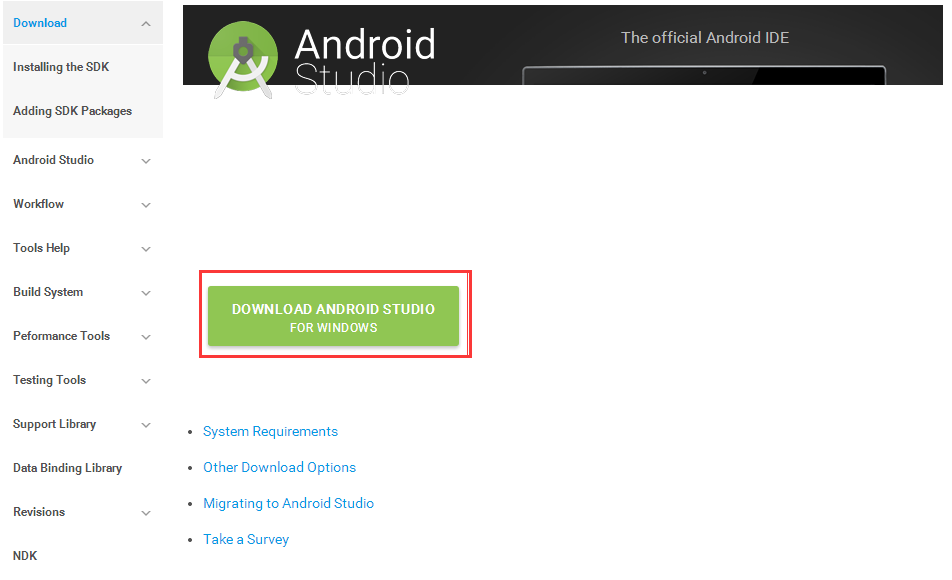 Download
Installing the SDK
Adding SDK Packages
Android Studio
Workflow
Tools Help
Build System
Peformance Tools
Testing Tools
Support Library
Data Binding Library
Revisions
NDK
Android
Studio
The official Android IDE
DOWNLOAD ANDROID STUDIO
FOR WINDOWS
System Requirements
Other Download Options
Migrating to Android Studio
Take a Survey